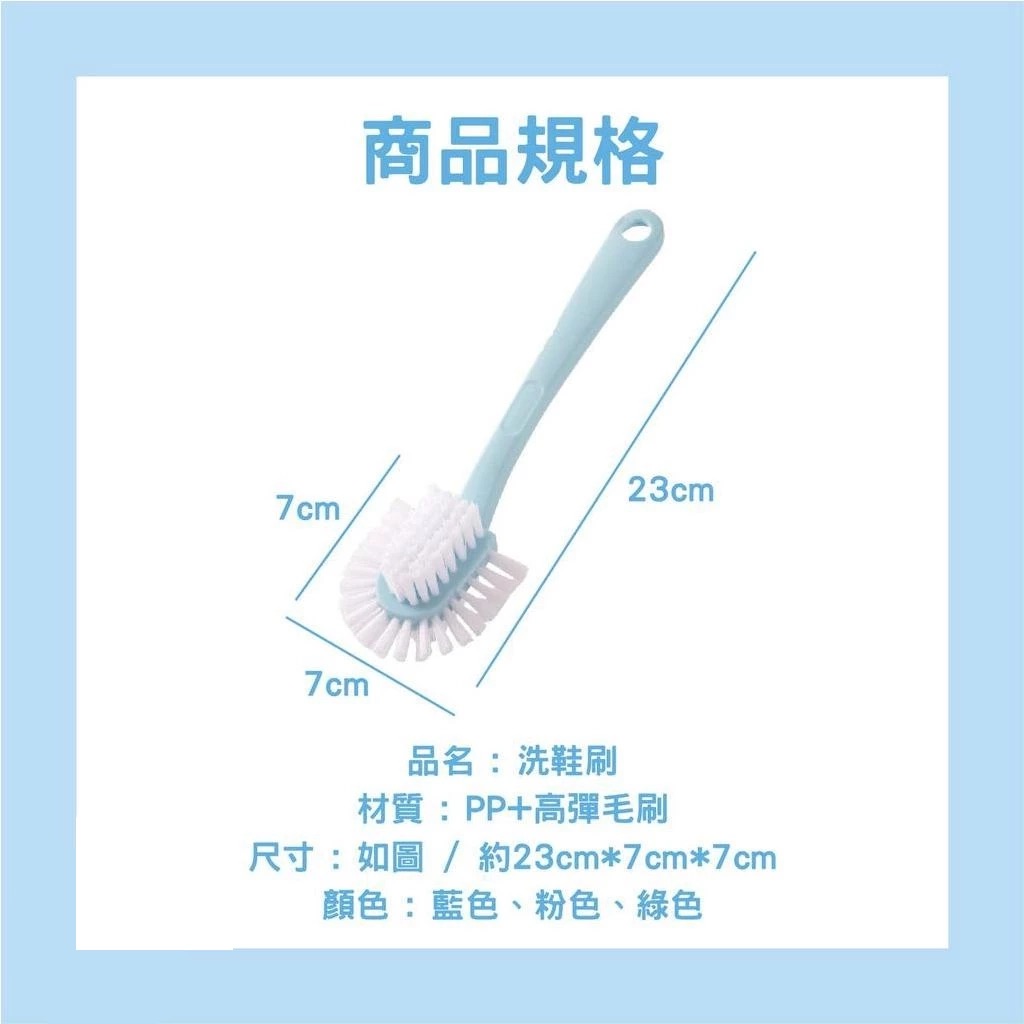 商品規格
23cm
7cm
7cm
品名：洗鞋刷
材質：PP+高彈毛刷
尺寸：如圖 / 約23cm*7cm*7cm
顏色：藍色、粉色、綠色